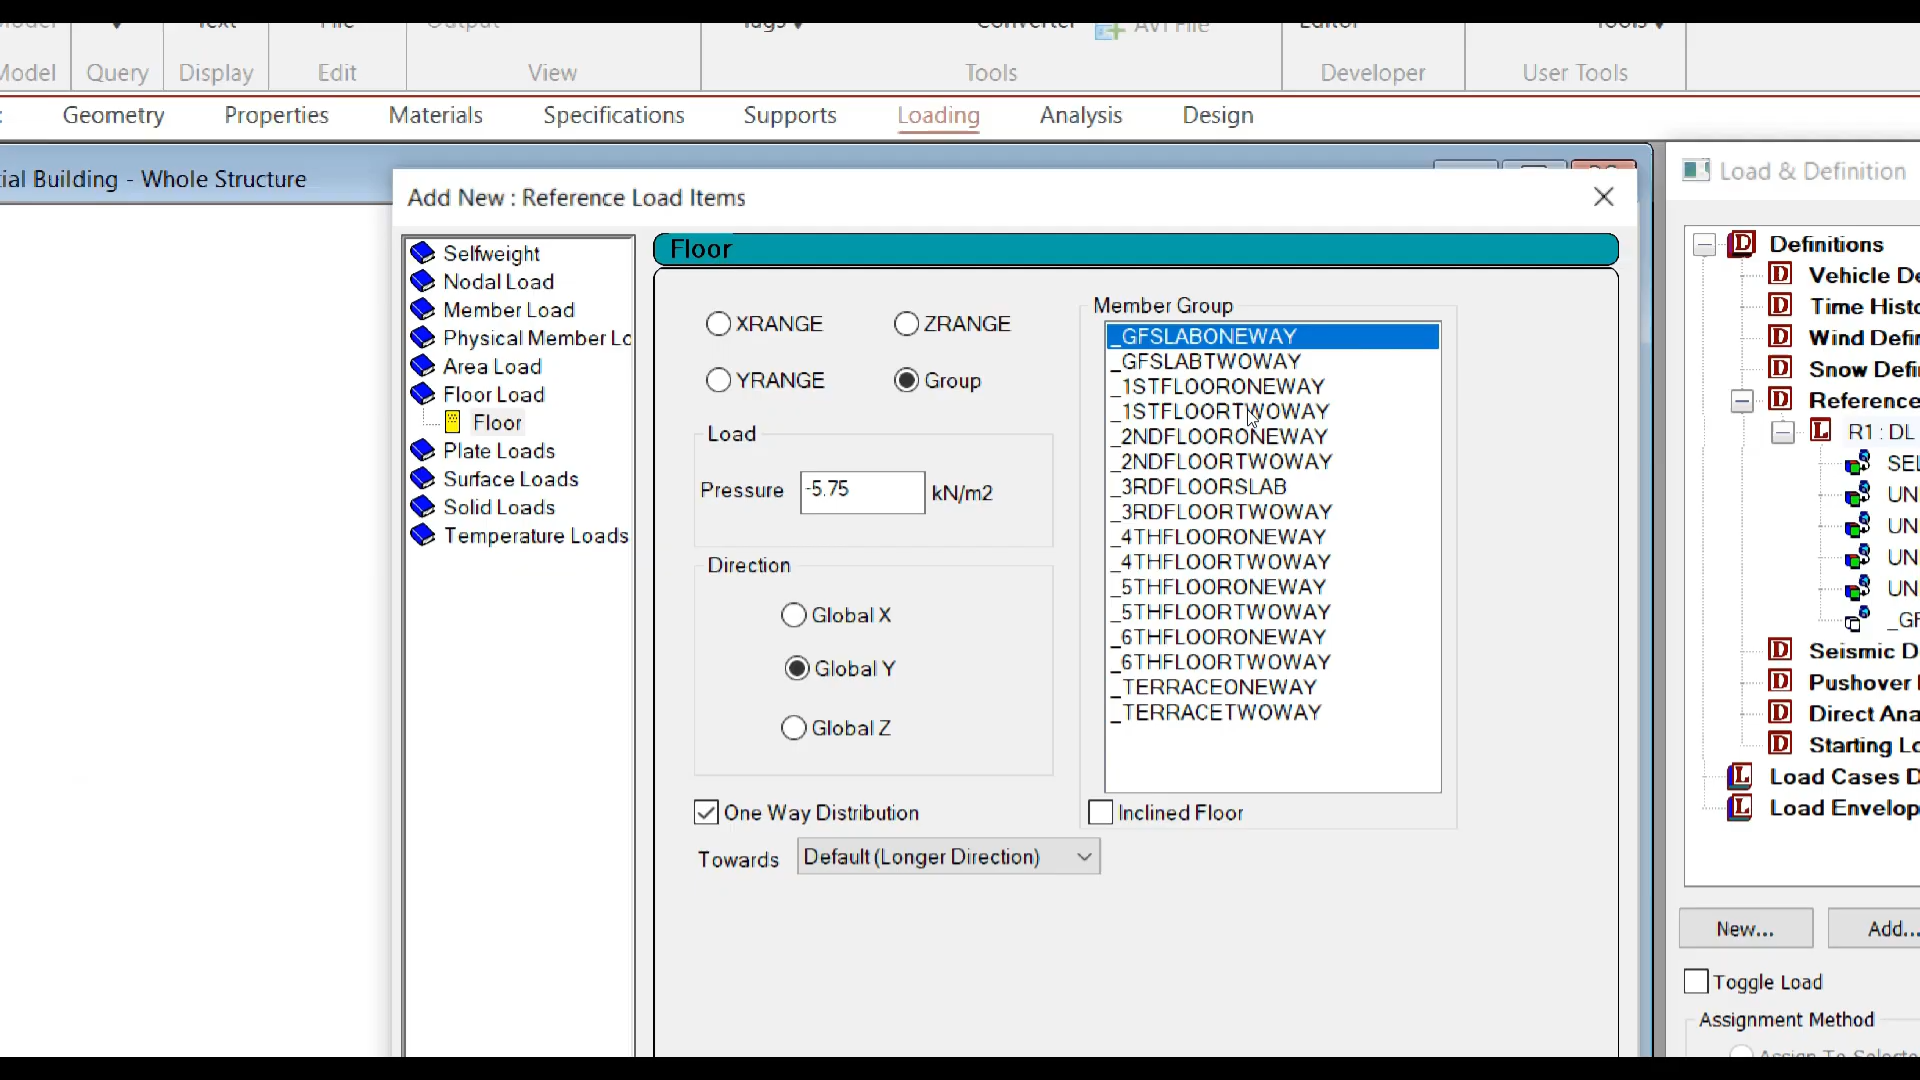 Query
Display
Edit
View
Tools
Developer
User Tools
Geometry
Properties
Materials
Specifications
Supports
Loading
Analysis
Design
Building - Whole Structure
Load & Definition
Add New : Reference Load Items
Selfweight
Nodal Load
Member Load
Physical Member Lo
Area Load
Floor Load
Floor
Plate Loads
Surface Loads
Solid Loads
Temperature Loads
Floor
XRANGE
ZRANGE
YRANGE
Group
Load
Pressure
-5.75
kN/m2
Direction
Global X
Global Y
Global Z
One Way Distribution
Towards
Default (Longer Direction)
Member Group
_GFSLABONEWAY
_GFSLABTWOWAY
_1STFLOORONEWAY
_1STFLOORTWOWAY
_2NDFLOORONEWAY
_2NDFLOORTWOWAY
_3RDFLOORSLAB
_3RDFLOORTWOWAY
_4THFLOORONEWAY
_4THFLOORTWOWAY
_5THFLOORONEWAY
_5THFLOORTWOWAY
_6THFLOORONEWAY
_6THFLOORTWOWAY
_TERRACEONEWAY
_TERRACETWOWAY
Inclined Floor
Definitions
Vehicle De
Time Histo
Wind Defin
Snow Defi
Reference
R1 : DL
SEL
UN
UN
UN
UN
_GF
Seismic D
Pushover
Direct Ana
Starting Lo
Load Cases D
Load Envelop
New...
Add...
Toggle Load
Assignment Method